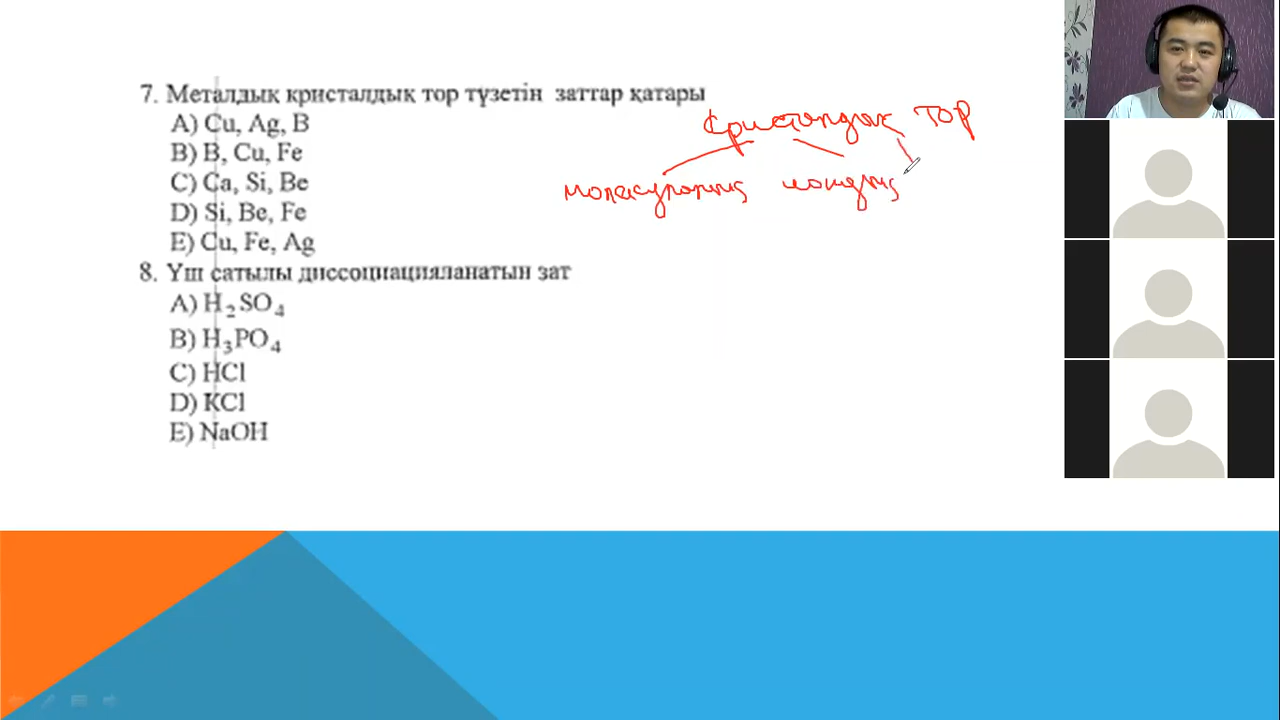 7. Металдық кристалдық тор түзетін заттар қатары
A) Cu, Ag, B
B) B, Cu, Fe
C) Ca, Si, Be
D) Si, Be, Fe
E) Cu, Fe, Ag
8. Үш сатылы диссоциацияланатын зат
A) H₂SO₄
B) H₃PO₄
C) HCl
D) KCl
E) NaOH
Кристалдық тор
молекулалық иондық